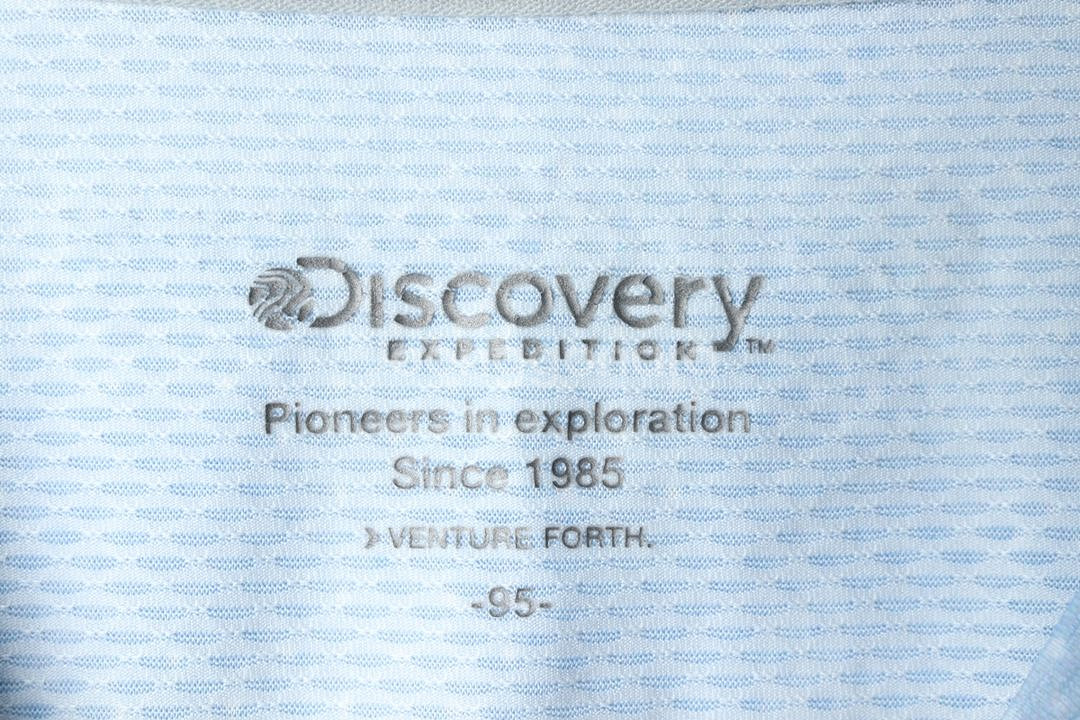 Discovery
EXPEDITION™
Pioneers in exploration
Since 1985
VENTURE FORTH.
-95-